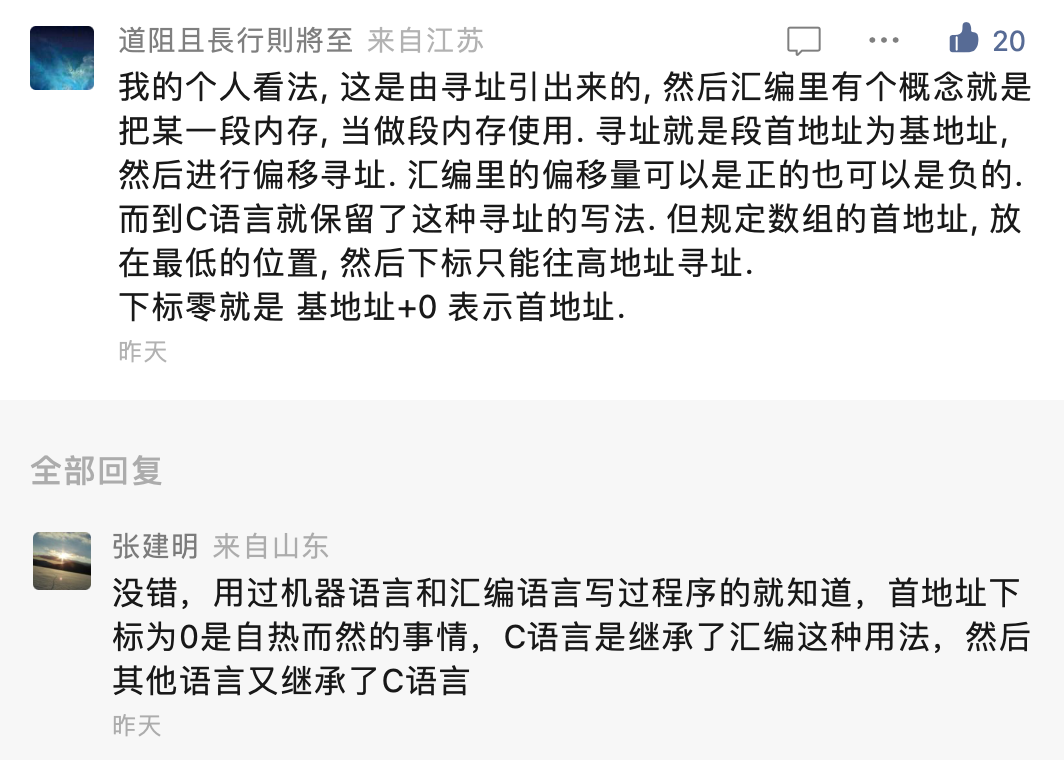 道阻且長行則將至 来自江苏 20
我的个人看法, 这是由寻址引出来的, 然后汇编里有个概念就是
把某一段内存, 当做段内存使用. 寻址就是段首地址为基地址,
然后进行偏移寻址. 汇编里的偏移量可以是正的也可以是负的.
而到C语言就保留了这种寻址的写法. 但规定数组的首地址, 放
在最低的位置, 然后下标只能往高地址寻址.
下标零就是 基地址+0 表示首地址.
昨天
全部回复
张建明 来自山东
没错，用过机器语言和汇编语言写过程序的就知道，首地址下
标为0是自热而然的事情，C语言是继承了汇编这种用法，然后
其他语言又继承了C语言
昨天